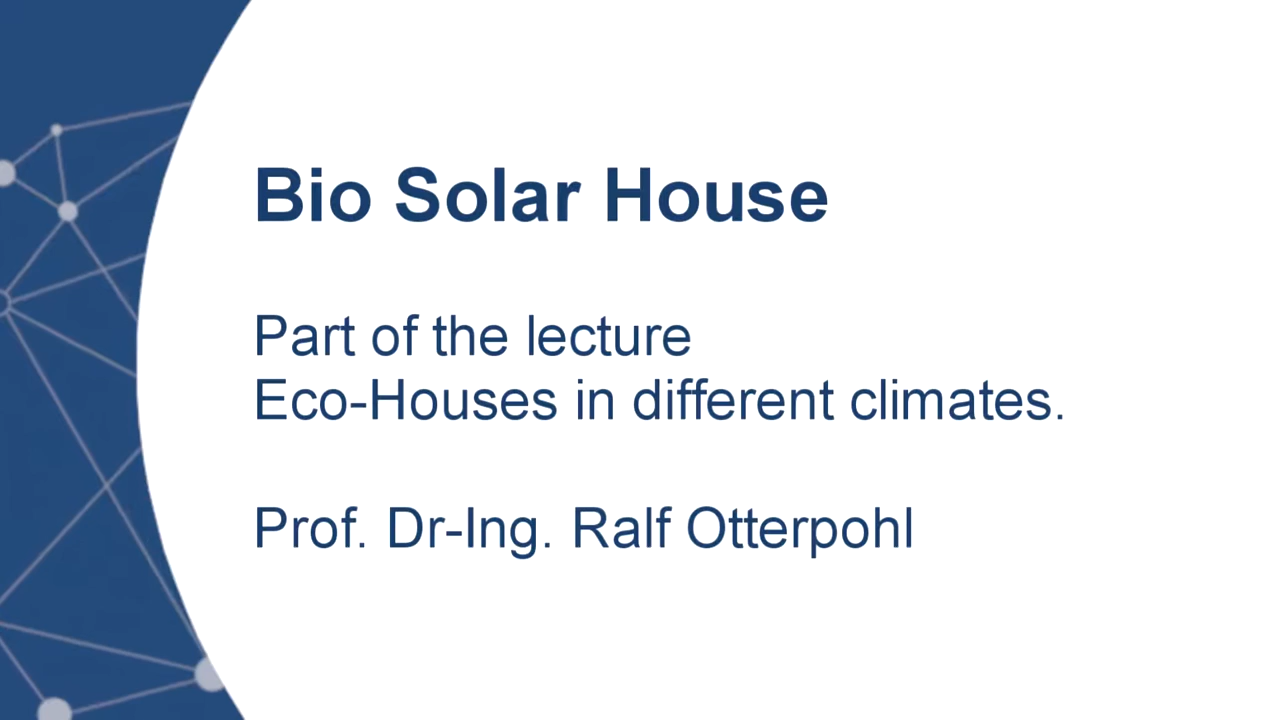 Bio Solar House
Part of the lecture
Eco-Houses in different climates.
Prof. Dr-Ing. Ralf Otterpohl